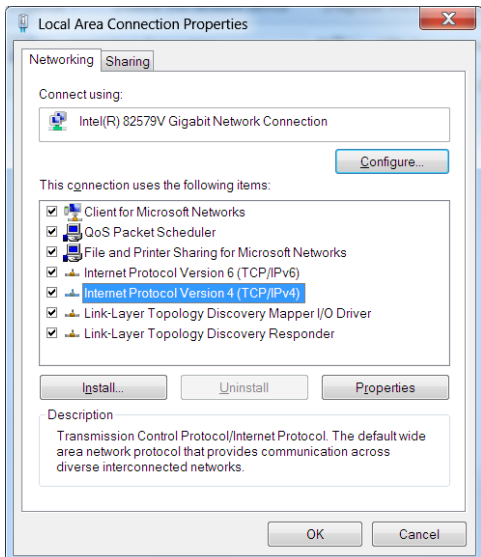 Local Area Connection Properties
Networking
Sharing
Connect using:
Intel(R) 82579V Gigabit Network Connection
Configure...
This connection uses the following items:
Client for Microsoft Networks
QoS Packet Scheduler
File and Printer Sharing for Microsoft Networks
Internet Protocol Version 6 (TCP/IPv6)
Internet Protocol Version 4 (TCP/IPv4)
Link-Layer Topology Discovery Mapper I/O Driver
Link-Layer Topology Discovery Responder
Install...
Uninstall
Properties
Description
Transmission Control Protocol/Internet Protocol. The default wide
area network protocol that provides communication across
diverse interconnected networks.
OK
Cancel